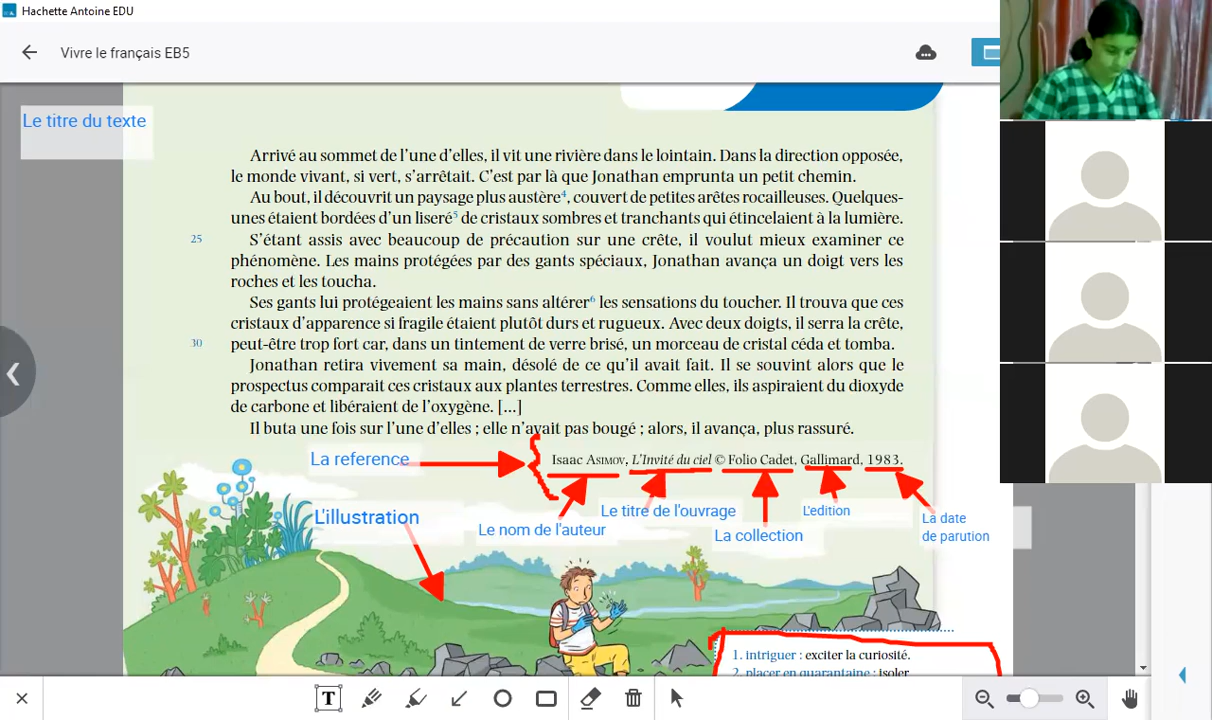 Hachette Antoine EDU
Vivre le français EB5
Le titre du texte
Arrivé au sommet de l'une d'elles, il vit une rivière dans le lointain. Dans la direction opposée,
le monde vivant, si vert, s'arrêtait. C'est par là que Jonathan emprunta un petit chemin.
Au bout, il découvrit un paysage plus austère⁴, couvert de petites arêtes rocailleuses. Quelques-
unes étaient bordées d'un liseré⁵ de cristaux sombres et tranchants qui étincelaient à la lumière.
25 S'étant assis avec beaucoup de précaution sur une crête, il voulut mieux examiner ce
phénomène. Les mains protégées par des gants spéciaux, Jonathan avança un doigt vers les
roches et les toucha.
Ses gants lui protégeaient les mains sans altérer⁶ les sensations du toucher. Il trouva que ces
cristaux d'apparence si fragile étaient plutôt durs et rugueux. Avec deux doigts, il serra la crête,
30 peut-être trop fort car, dans un tintement de verre brisé, un morceau de cristal céda et tomba.
Jonathan retira vivement sa main, désolé de ce qu'il avait fait. Il se souvint alors que le
prospectus comparait ces cristaux aux plantes terrestres. Comme elles, ils aspiraient du dioxyde
de carbone et libéraient de l'oxygène. [...]
Il buta une fois sur l'une d'elles ; elle n'avait pas bougé ; alors, il avança, plus rassuré.
La reference
Isaac ASIMOV, L'Invité du ciel © Folio Cadet, Gallimard, 1983.
L'illustration
Le nom de l'auteur
Le titre de l'ouvrage
La collection
L'edition
La date
de parution
1. intriguer : exciter la curiosité.
2. placer en quarantaine : isoler
T